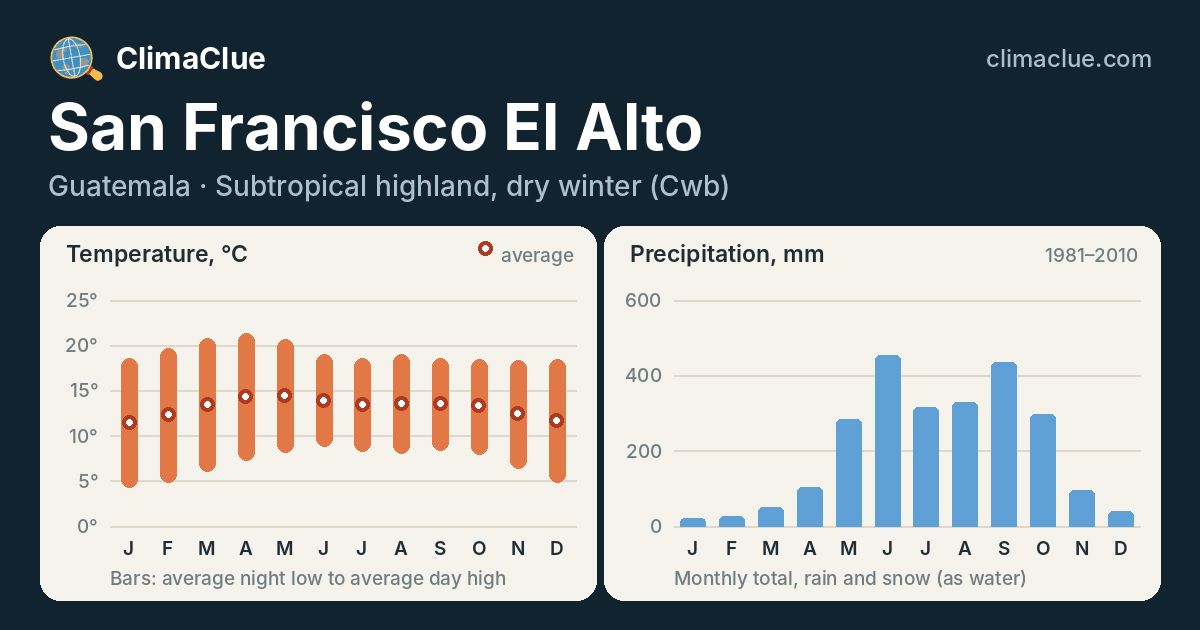 ClimaClue
climaclue.com
San Francisco El Alto
Guatemala · Subtropical highland, dry winter (Cwb)
Temperature, °C
average
25°
20°
15°
10°
5°
0°
J F M A M J J A S O N D
Bars: average night low to average day high
Precipitation, mm
1981–2010
600
400
200
0
J F M A M J J A S O N D
Monthly total, rain and snow (as water)